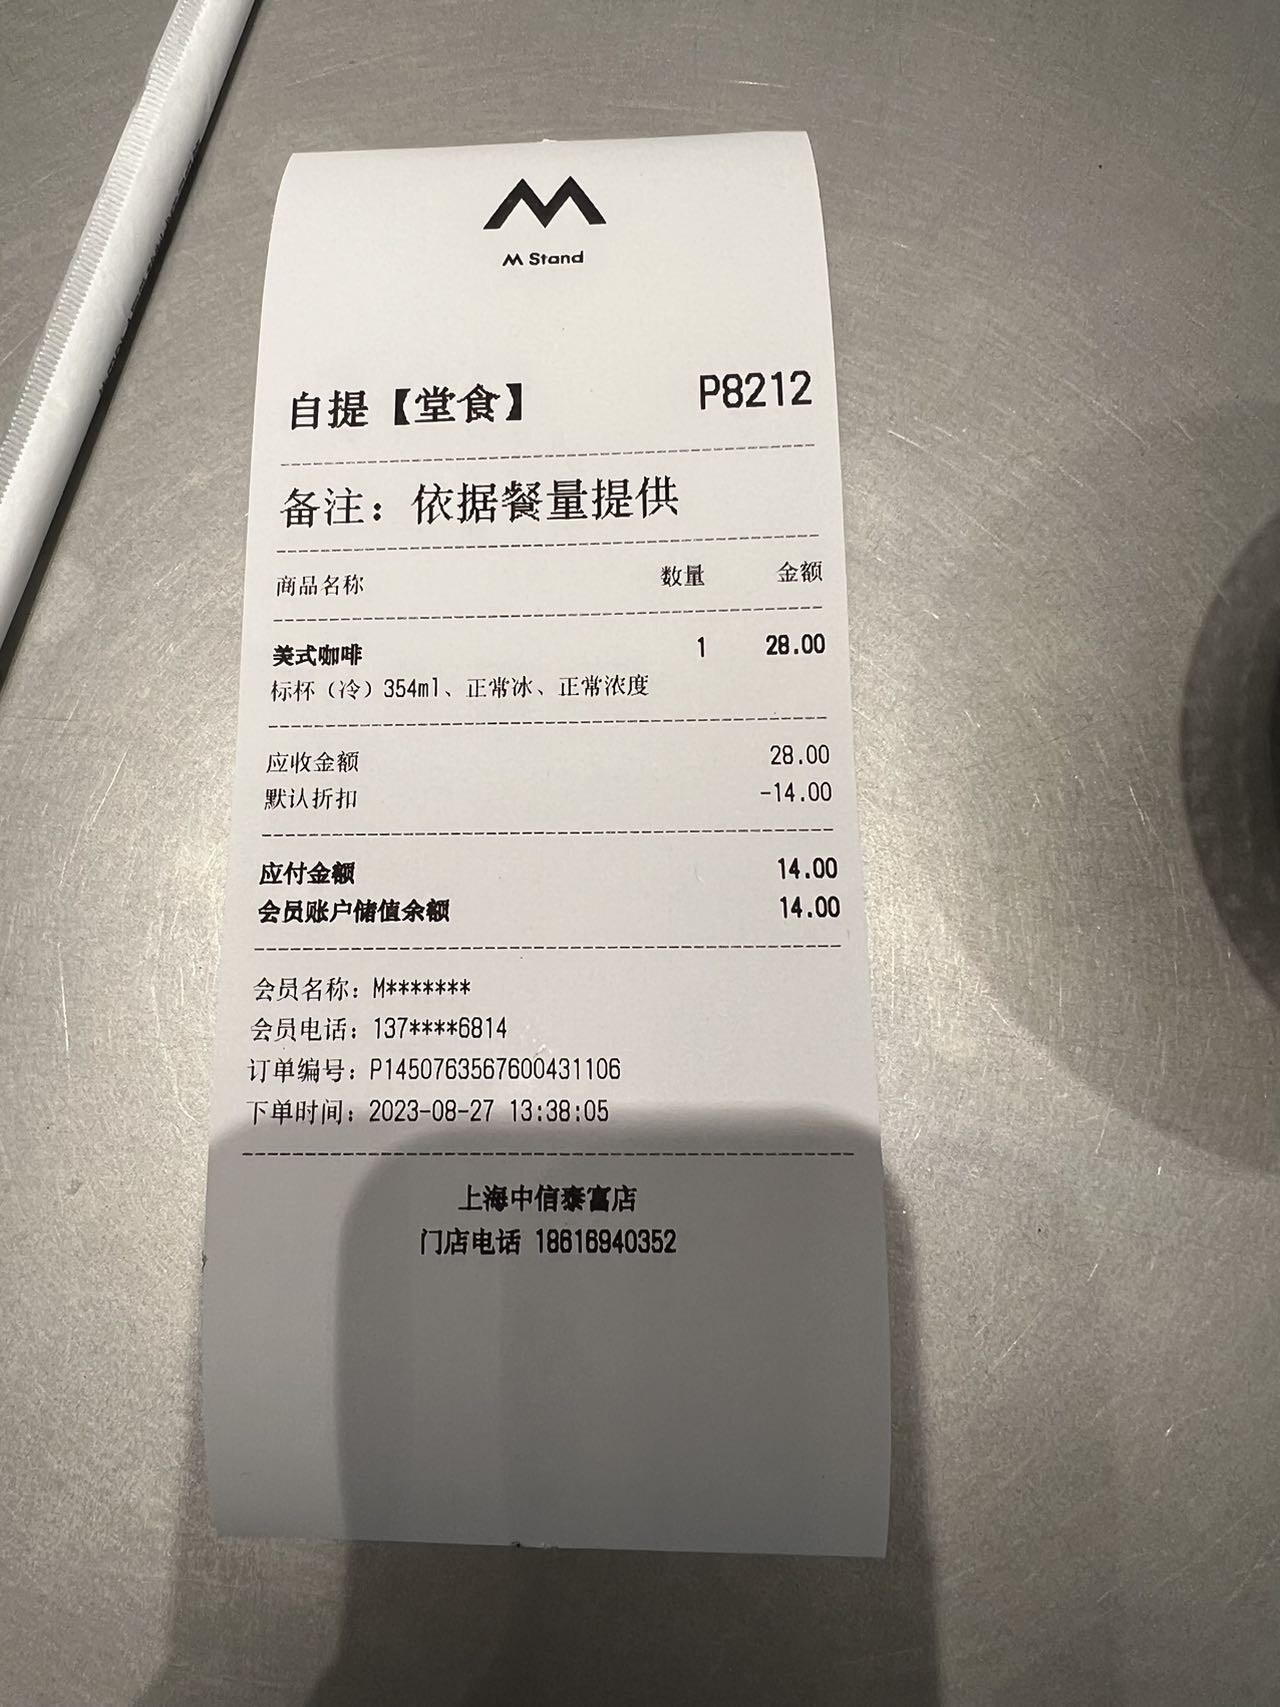 M Stand
自提【堂食】 P8212
备注：依据餐量提供
商品名称 数量 金额
美式咖啡 1 28.00
标杯（冷）354ml、正常冰、正常浓度
应收金额 28.00
默认折扣 -14.00
应付金额 14.00
会员账户储值余额 14.00
会员名称：M*******
会员电话：137****6814
订单编号：P1450763567600431106
下单时间：2023-08-27 13:38:05
上海中信泰富店
门店电话 18616940352